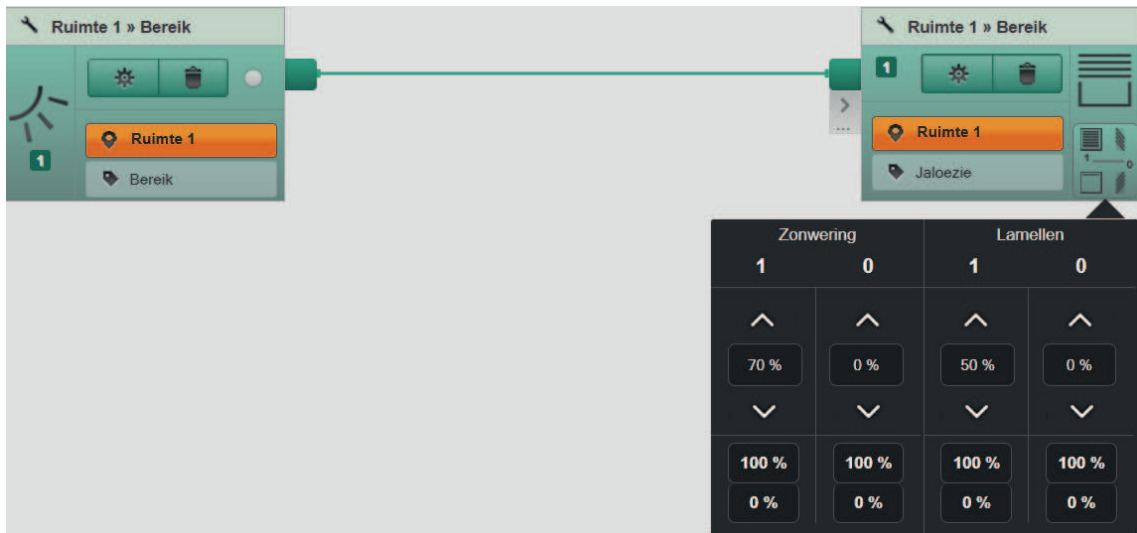 Ruimte 1 » Bereik
1
Ruimte 1
Bereik
Ruimte 1 » Bereik
1
Ruimte 1
Jaloezie
1 0
...
Zonwering Lamellen
1 0 1 0
70 % 0 % 50 % 0 %
100 % 100 % 100 % 100 %
0 % 0 % 0 % 0 %